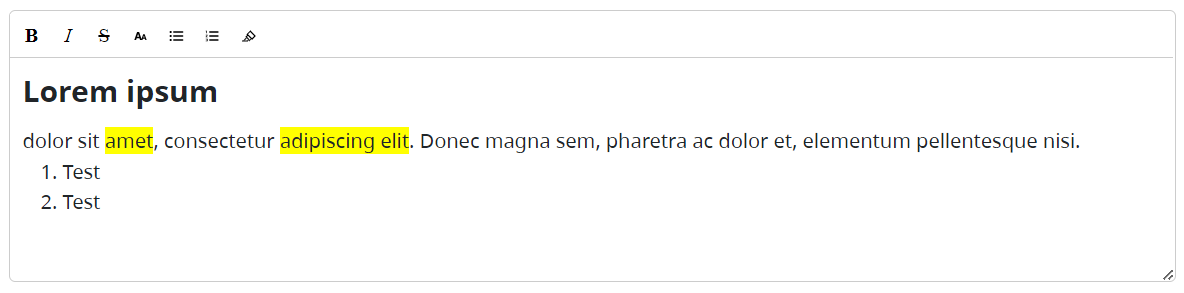 B I S AA
Lorem ipsum
dolor sit amet, consectetur adipiscing elit. Donec magna sem, pharetra ac dolor et, elementum pellentesque nisi.
1. Test
2. Test